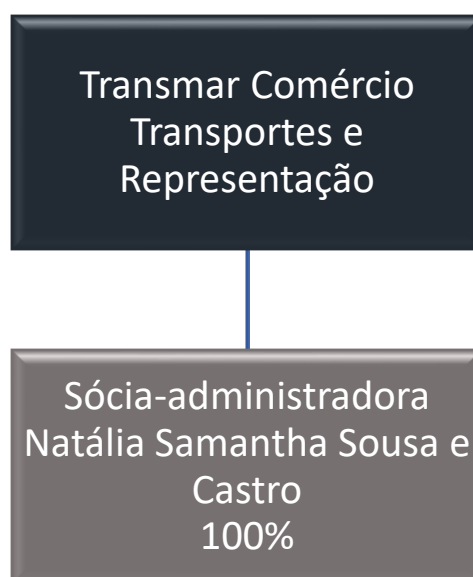 Transmar Comércio
Transportes e
Representação
Sócia-administradora
Natália Samantha Sousa e
Castro
100%